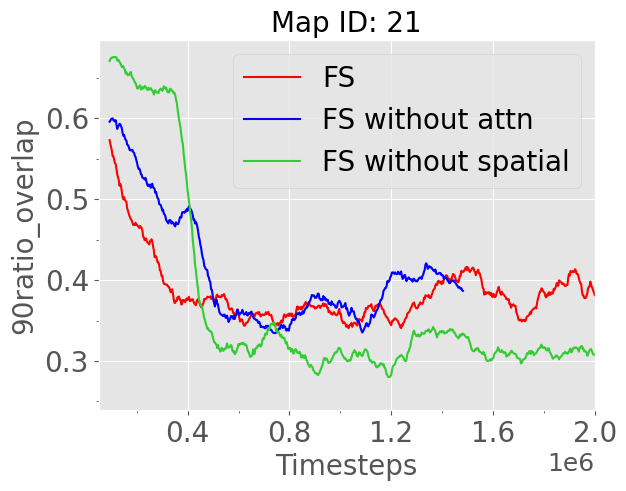 Map ID: 21
FS
FS without attn
FS without spatial
90ratio_overlap
0.6
0.5
0.4
0.3
0.4 0.8 1.2 1.6 2.0
Timesteps
1e6